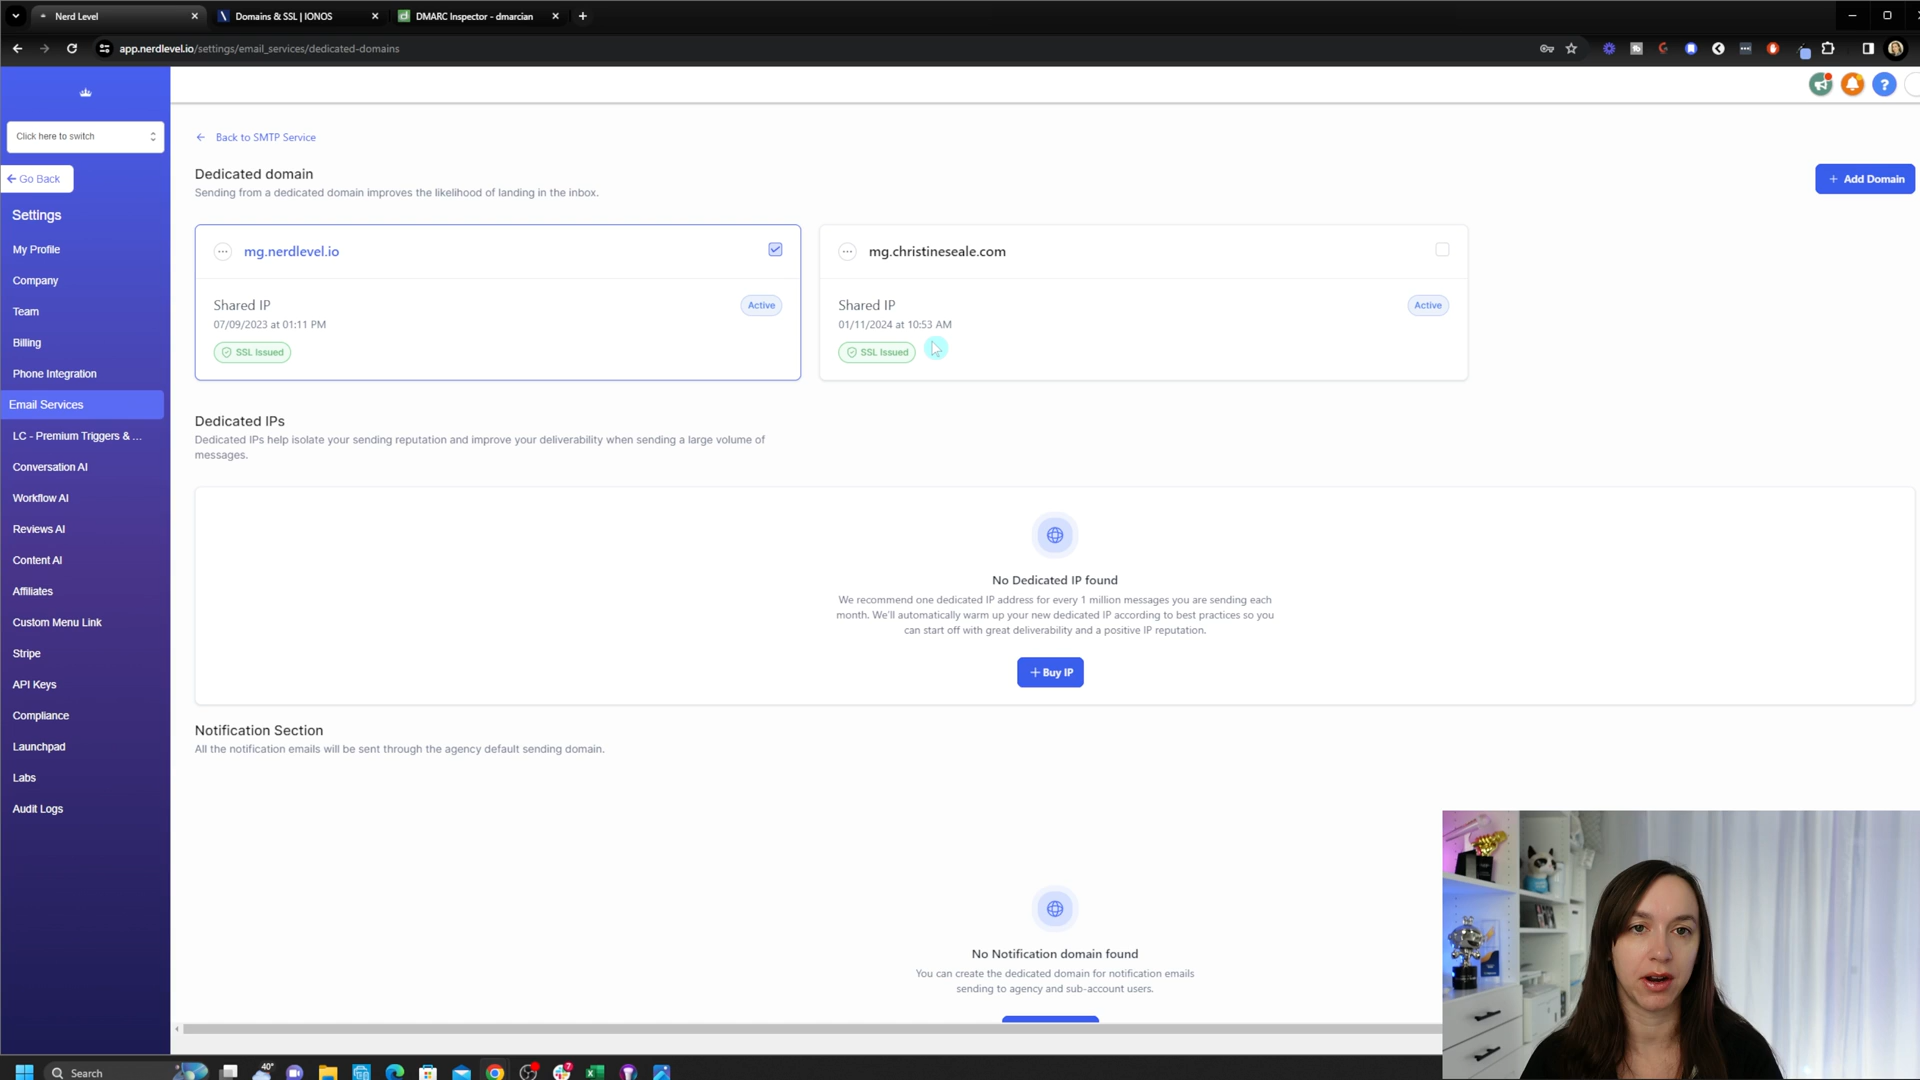 Nerd Level
Domains & SSL | IONOS
DMARC Inspector - dmarcian
app.nerdlevel.io/settings/email_services/dedicated-domains
Click here to switch
Go Back
Settings
My Profile
Company
Team
Billing
Phone Integration
Email Services
LC - Premium Triggers & ...
Conversation AI
Workflow AI
Reviews AI
Content AI
Affiliates
Custom Menu Link
Stripe
API Keys
Compliance
Launchpad
Labs
Audit Logs
Back to SMTP Service
Dedicated domain
Sending from a dedicated domain improves the likelihood of landing in the inbox.
+ Add Domain
mg.nerdlevel.io
Shared IP
Active
07/09/2023 at 01:11 PM
SSL Issued
mg.christineseale.com
Shared IP
Active
01/11/2024 at 10:53 AM
SSL Issued
Dedicated IPs
Dedicated IPs help isolate your sending reputation and improve your deliverability when sending a large volume of
messages.
No Dedicated IP found
We recommend one dedicated IP address for every 1 million messages you are sending each
month. We'll automatically warm up your new dedicated IP according to best practices so you
can start off with great deliverability and a positive IP reputation.
+ Buy IP
Notification Section
All the notification emails will be sent through the agency default sending domain.
No Notification domain found
You can create the dedicated domain for notification emails
sending to agency and sub-account users.
Search
40°